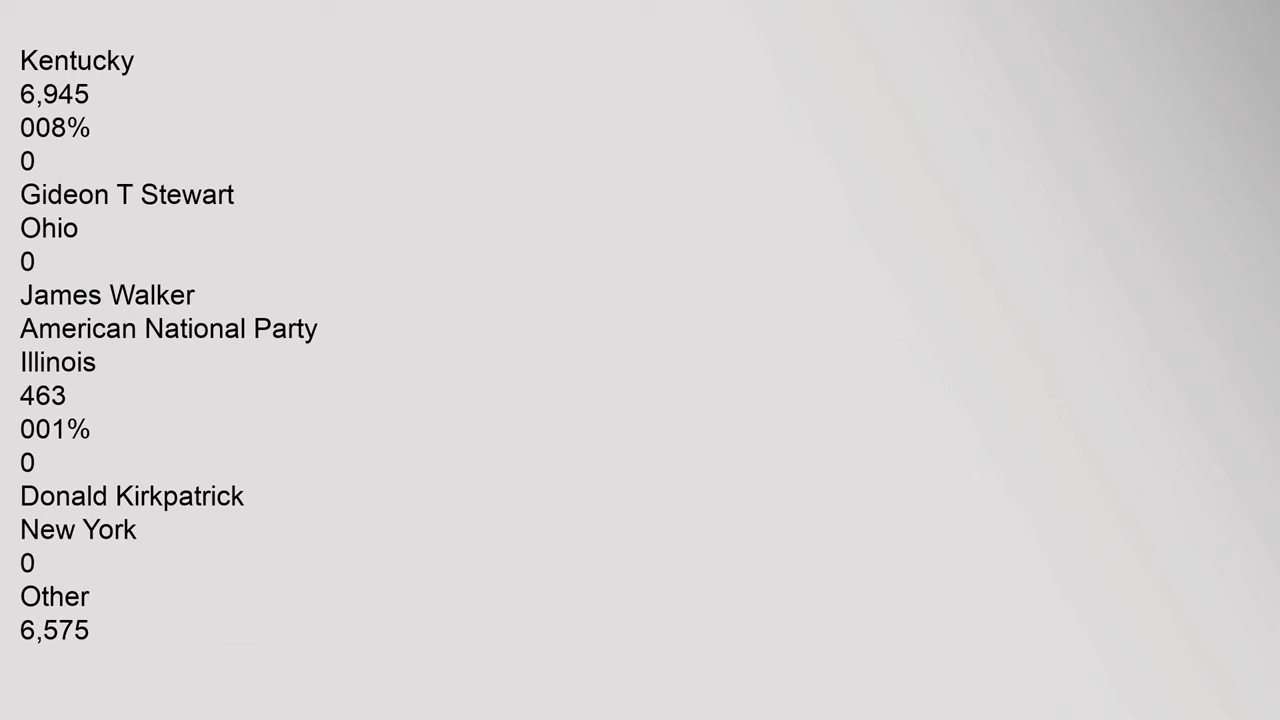 Kentucky
6,945
008%
0
Gideon T Stewart
Ohio
0
James Walker
American National Party
Illinois
463
001%
0
Donald Kirkpatrick
New York
0
Other
6,575